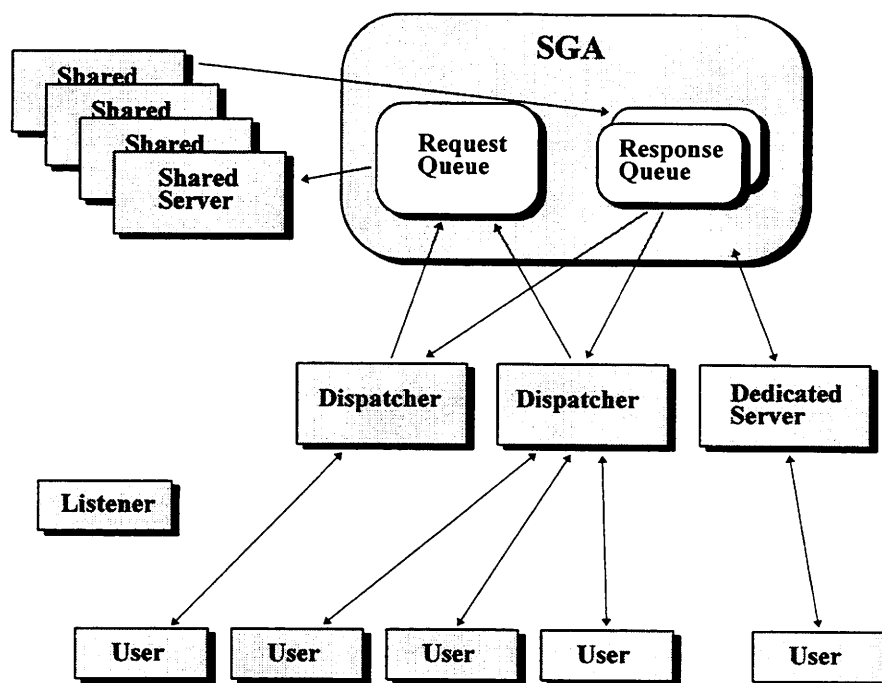 SGA
Shared
Shared
Shared
Shared
Server
Request
Queue
Response
Queue
Dispatcher
Dispatcher
Dedicated
Server
Listener
User
User
User
User
User